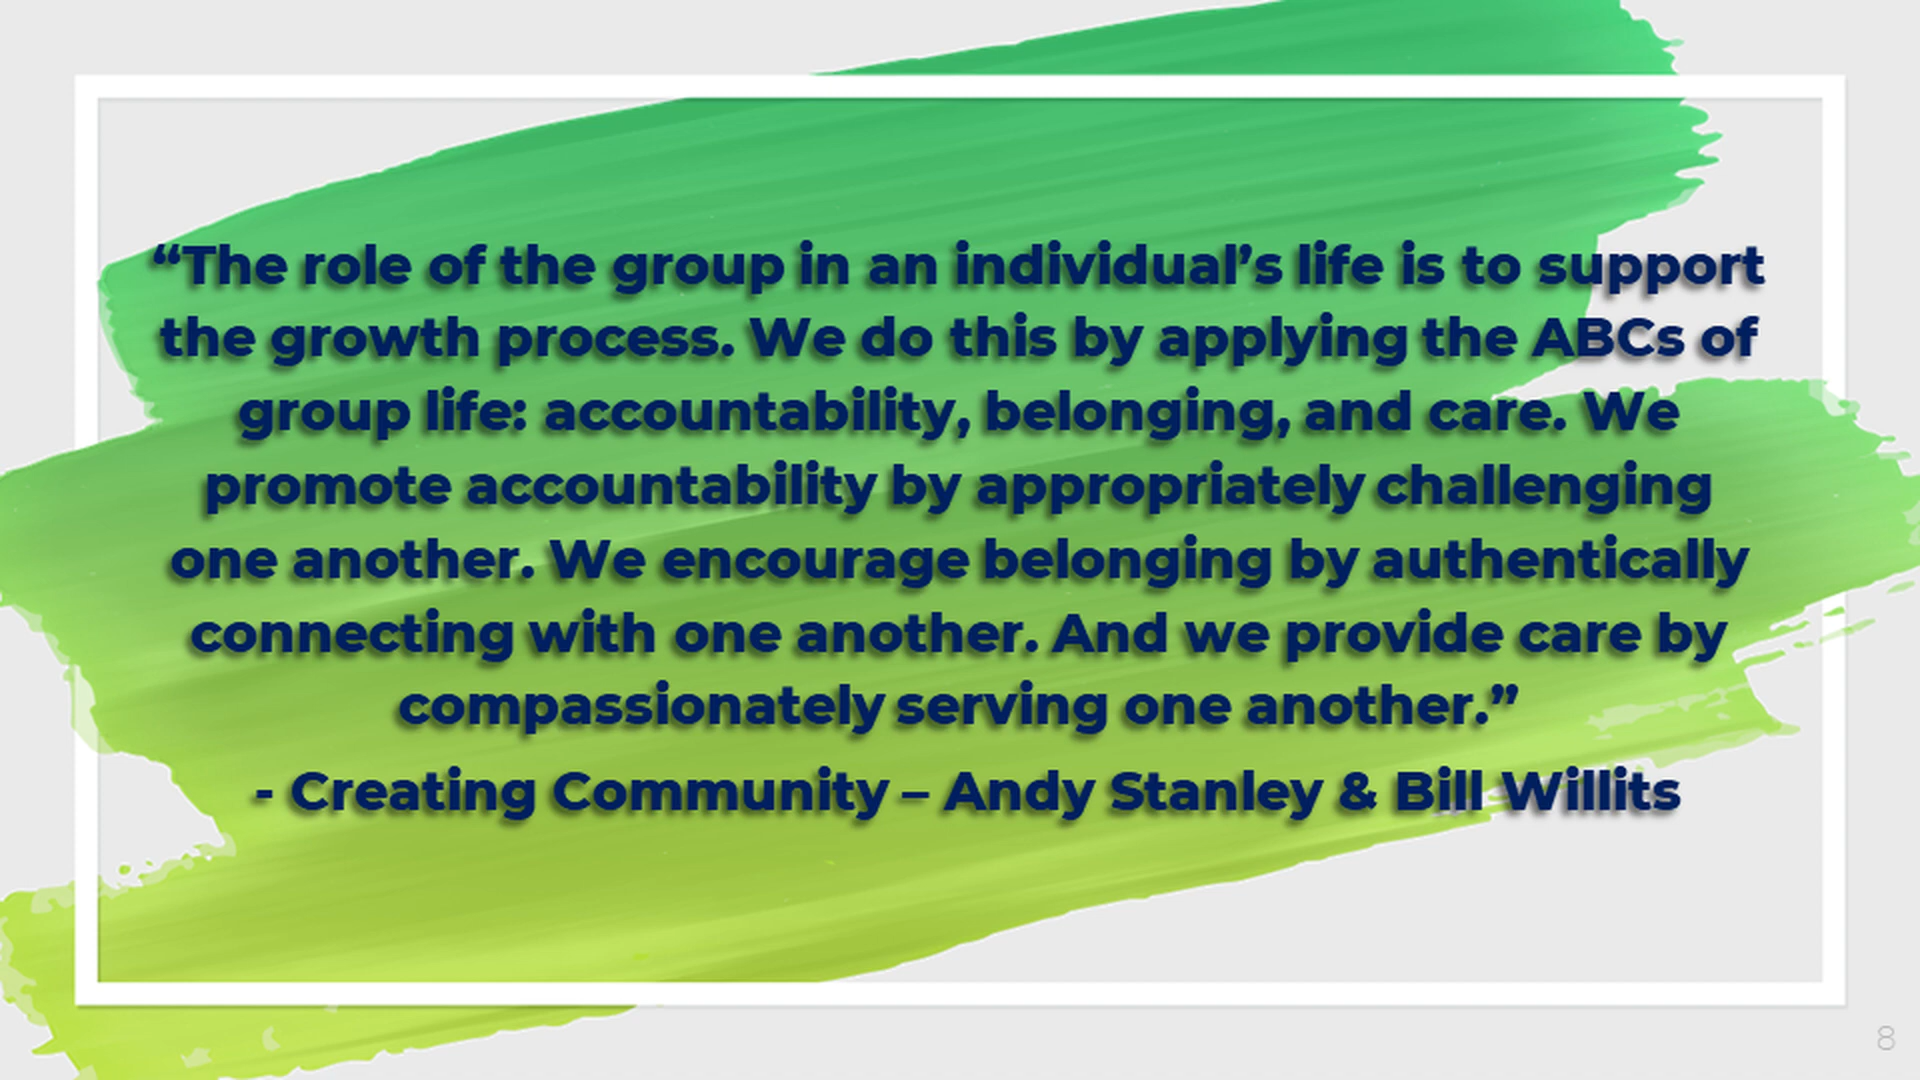 “The role of the group in an individual’s life is to support
the growth process. We do this by applying the ABCs of
group life: accountability, belonging, and care. We
promote accountability by appropriately challenging
one another. We encourage belonging by authentically
connecting with one another. And we provide care by
compassionately serving one another.”
- Creating Community – Andy Stanley & Bill Willits
8